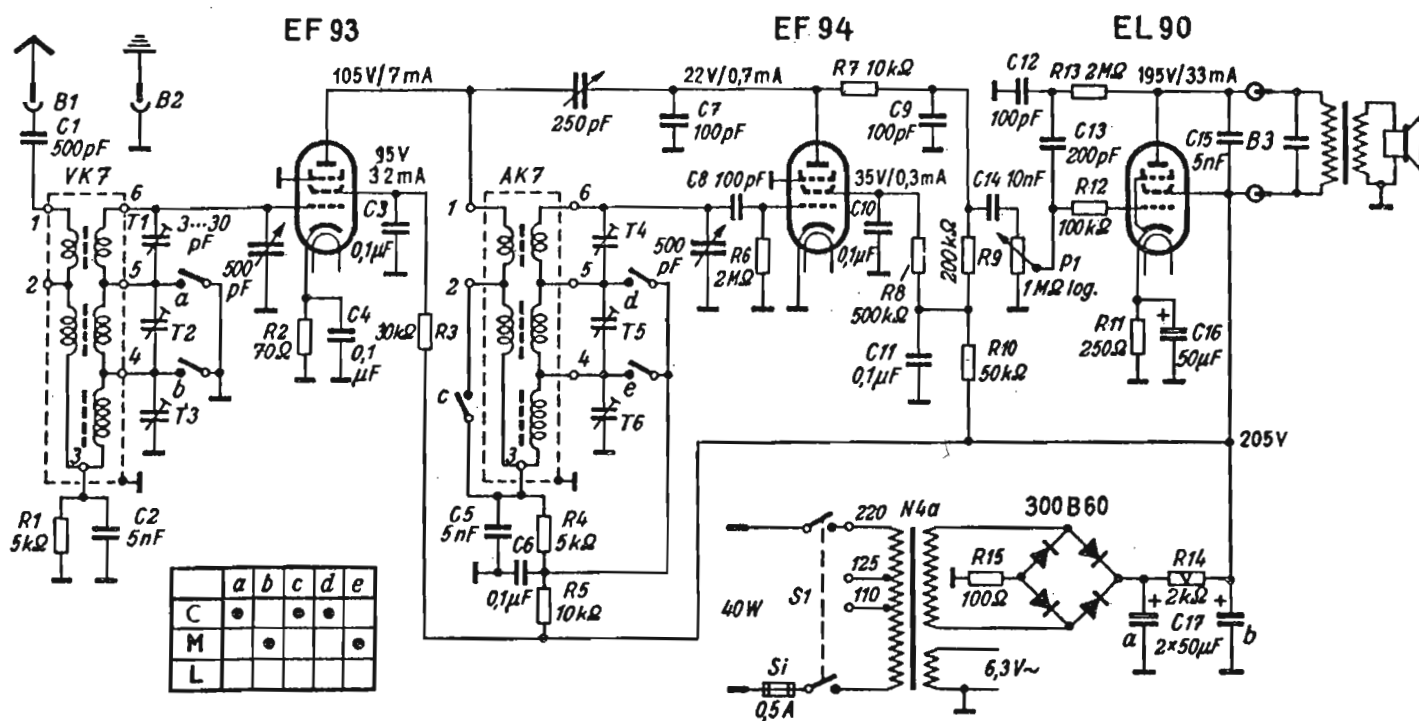 EF 93
EF 94
EL 90
105V/7mA
22V/0,7mA
R7 10kΩ
C12
R13 2MΩ
195V/33mA
B1
B2
C1
500pF
250pF
C7
100pF
C9
100pF
100pF
C13
200pF
C15
5nF
B3
95V
32mA
VK7
6
T1
3...30
pF
C3
0,1µF
AK7
6
C8 100pF
35V/0,3mA
C10
C14 10nF
R12
100kΩ
1
1
T4
500
pF
500
pF
R6
2MΩ
0,1µF
R8
500kΩ
200kΩ
R9
P1
1MΩ log.
2
5
a
2
5
d
T2
T5
R2
70Ω
C4
0,1
µF
30kΩ
R3
C11
0,1µF
R10
50kΩ
R11
250Ω
+
C16
50µF
4
b
4
e
T3
c
T6
3
3
205V
R1
5kΩ
C2
5nF
C5
5nF
C6
R4
5kΩ
0,1µF
R5
10kΩ
220
125
110
N4a
300B60
R15
100Ω
R14
2kΩ
40W
S1
+
C17
2×50µF
+
a
b
Si
0,5A
6,3V~
a b c d e
C
M
L